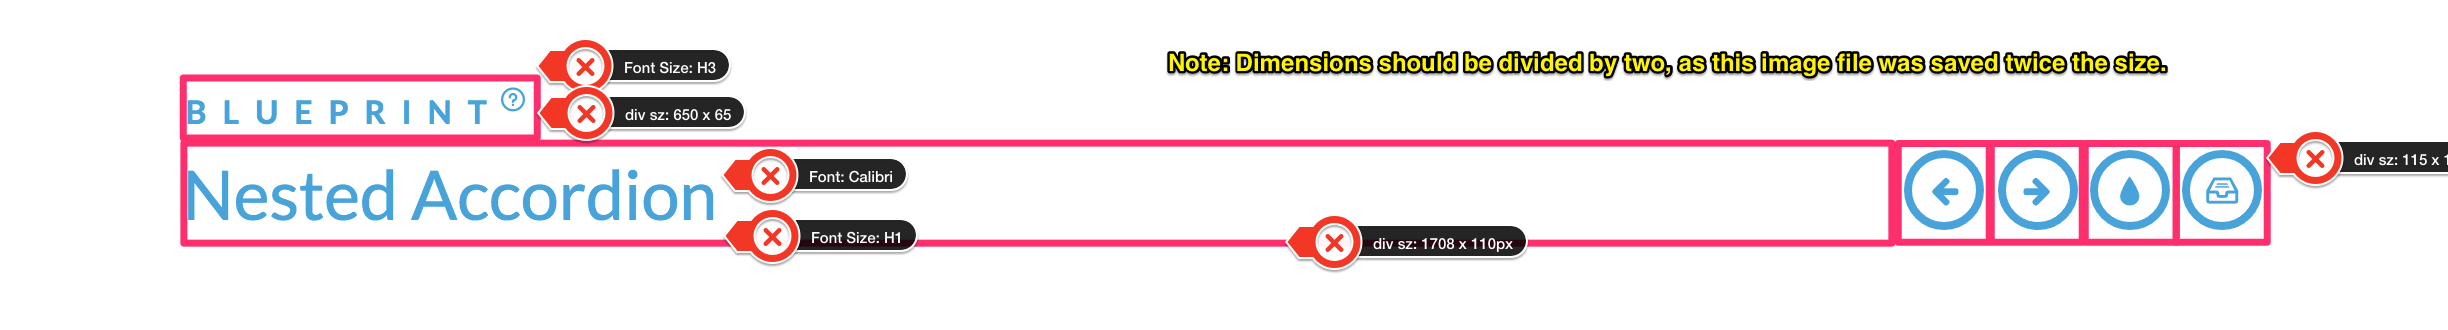 Font Size: H3
Note: Dimensions should be divided by two, as this image file was saved twice the size.
BLUEPRINT ?
div sz: 650 x 65
Nested Accordion
Font: Calibri
Font Size: H1
div sz: 1708 x 110px
div sz: 115 x